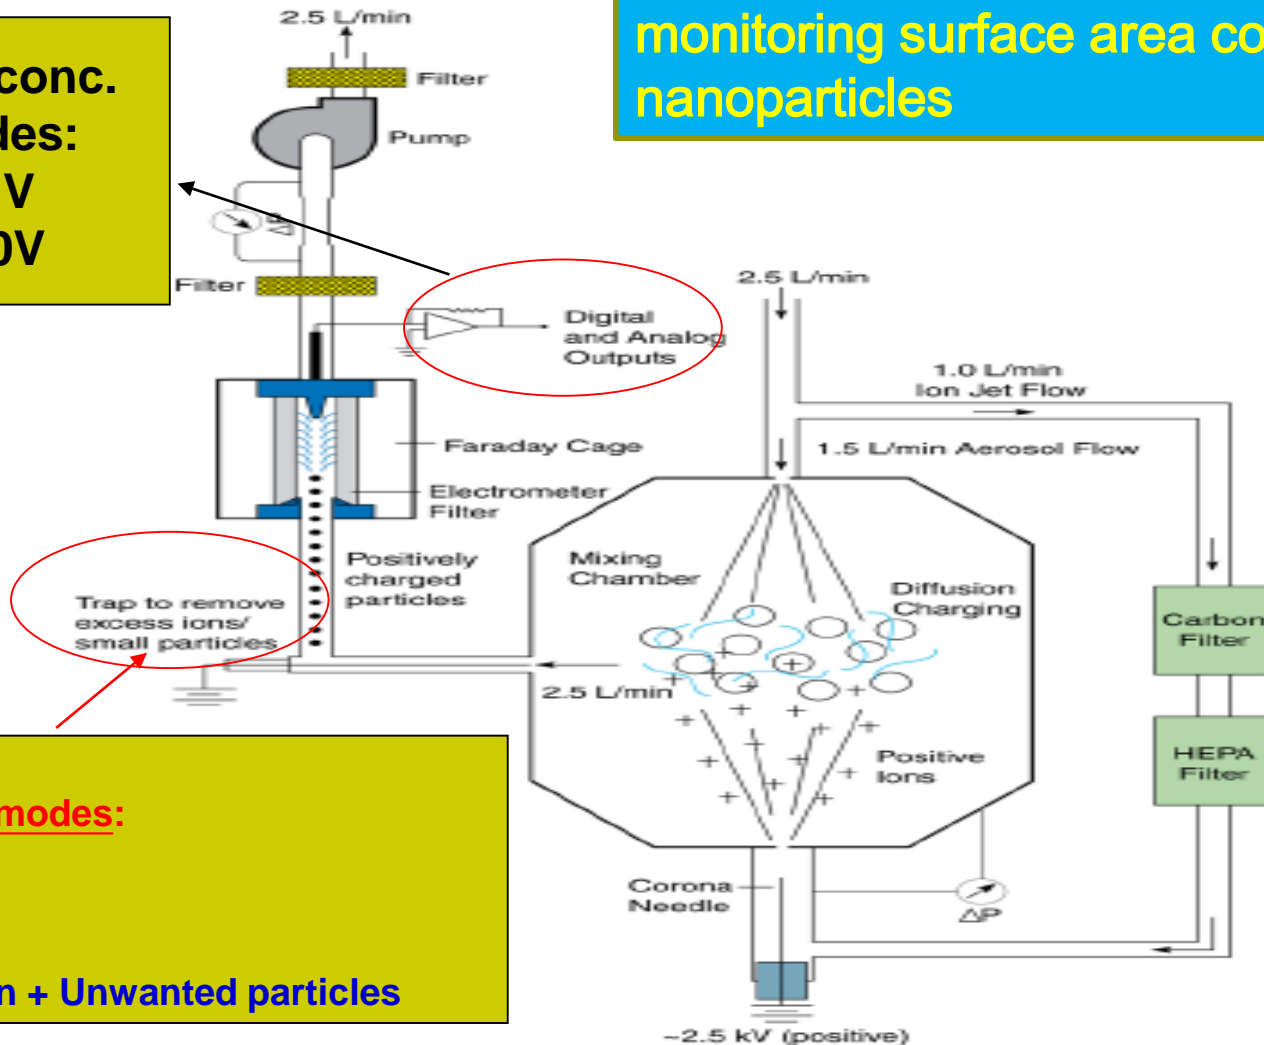 monitoring surface area co
nanoparticles
conc.
des:
V
0V
2.5 L/min
Filter
Pump
ΔP
Filter
Digital
and Analog
Outputs
2.5 L/min
1.0 L/min
Ion Jet Flow
1.5 L/min Aerosol Flow
Faraday Cage
Electrometer
Filter
Positively
charged
particles
Mixing
Chamber
Diffusion
Charging
Trap to remove
excess ions/
small particles
Carbon
Filter
2.5 L/min
Positive
Ions
HEPA
Filter
modes:
n + Unwanted particles
Corona
Needle
ΔP
~2.5 kV (positive)